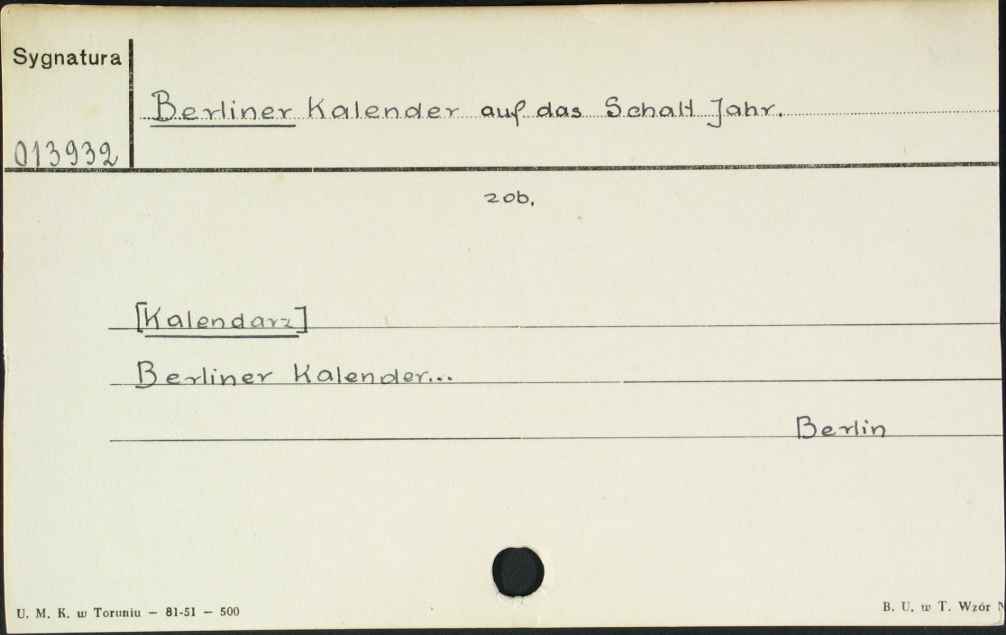 Sygnatura
Berliner Kalender auf das Schalt Jahr.
013932
zob.
[Kalendarz]
Berliner Kalender...
Berlin
U. M. K. w Toruniu — 81-51 — 500
B. U. w T. Wzór N